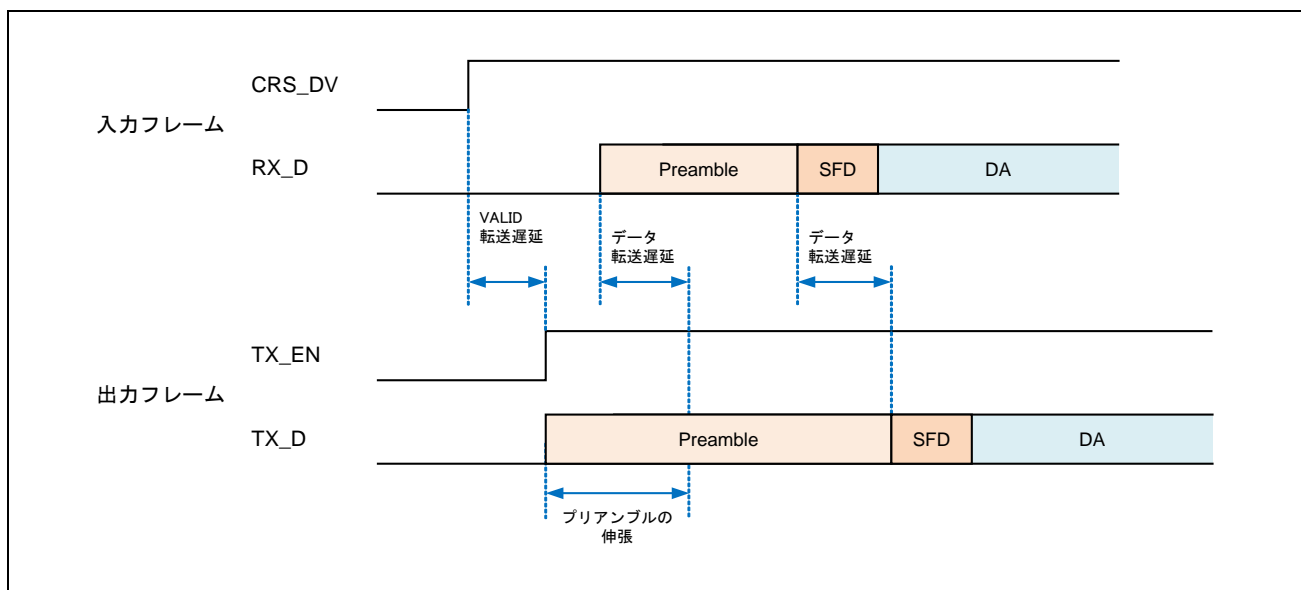 CRS_DV
入力フレーム
RX_D
Preamble
SFD
DA
VALID
転送遅延
データ
転送遅延
データ
転送遅延
TX_EN
出力フレーム
TX_D
Preamble
SFD
DA
プリアンブルの
伸張